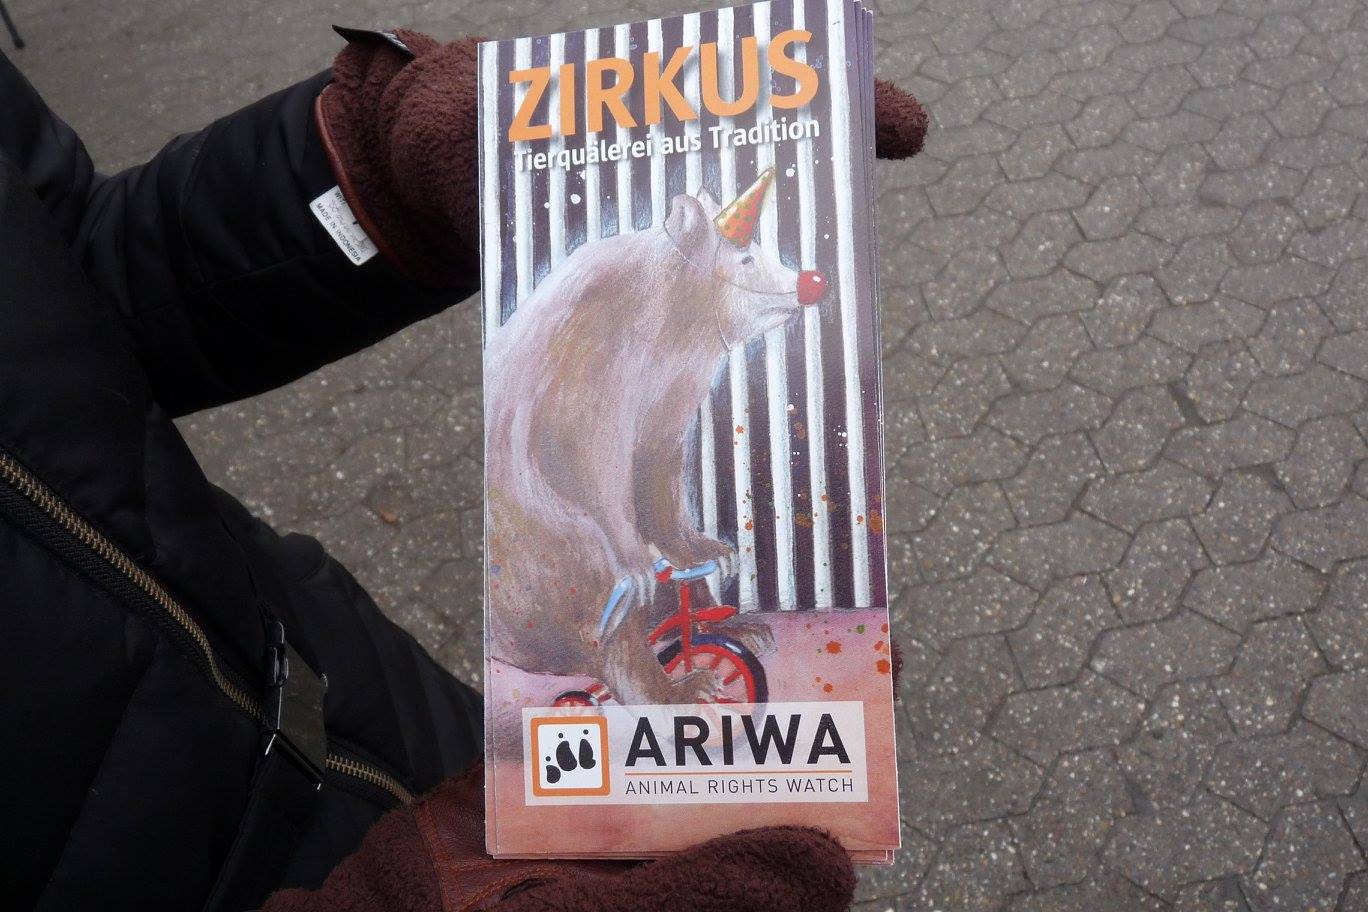 ZIRKUS
Tierquälerei aus Tradition
MADE IN INDONESIA
ARIWA
ANIMAL RIGHTS WATCH